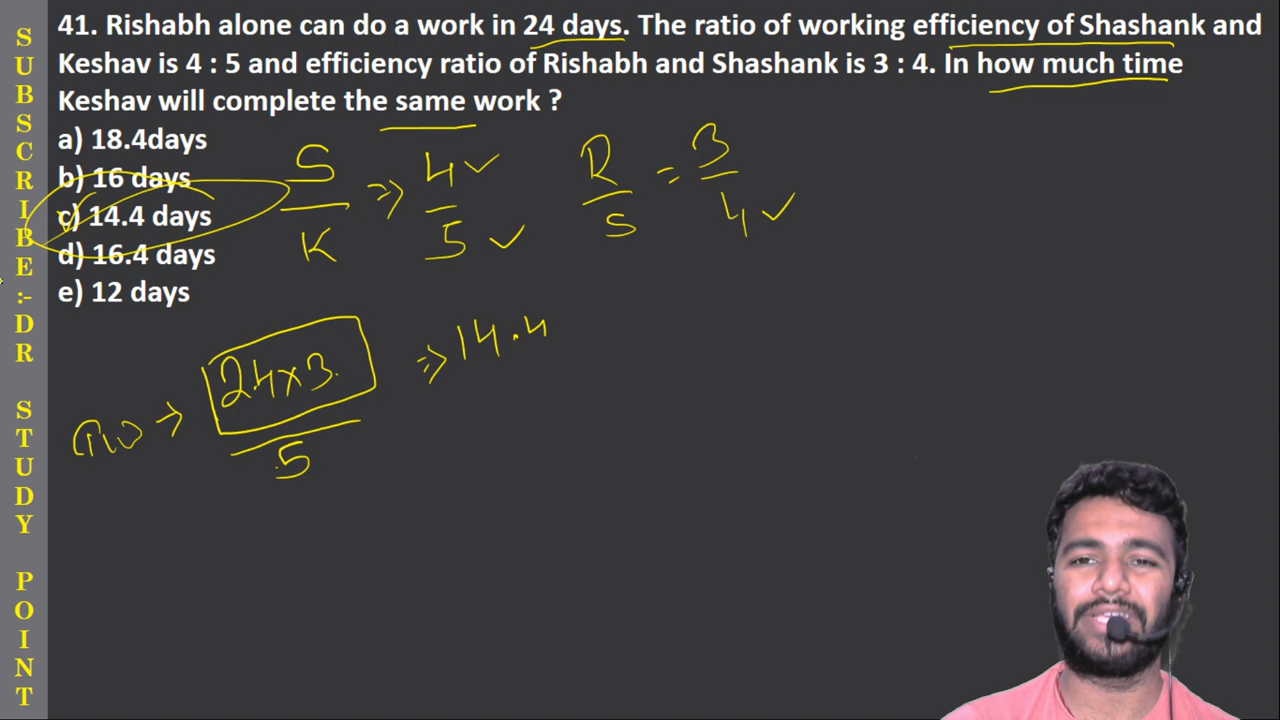 41. Rishabh alone can do a work in 24 days. The ratio of working efficiency of Shashank and
Keshav is 4 : 5 and efficiency ratio of Rishabh and Shashank is 3 : 4. In how much time
Keshav will complete the same work ?
a) 18.4days
b) 16 days
c) 14.4 days
d) 16.4 days
e) 12 days
S/K ⇒ 4/5
R/S = 3/4
→ 24×3/5 ⇒ 14.4
SUBSCRIBE:- DR STUDY POINT